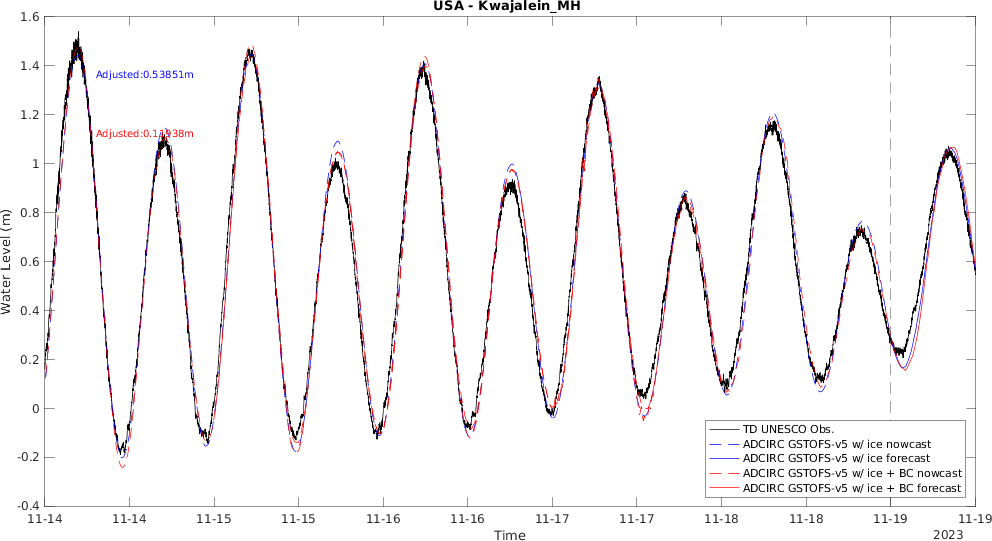 USA - Kwajalein_MH
1.6
1.4
1.2
1
0.8
0.6
0.4
0.2
0
-0.2
-0.4
Water Level (m)
Adjusted:0.53851m
TD UNESCO Obs.
ADCIRC GSTOFS-v5 w/ ice nowcast
ADCIRC GSTOFS-v5 w/ ice forecast
ADCIRC GSTOFS-v5 w/ ice + BC nowcast
ADCIRC GSTOFS-v5 w/ ice + BC forecast
11-14 11-14 11-15 11-15 11-16 11-16 11-17 11-17 11-18 11-18 11-19 11-19
Time
2023